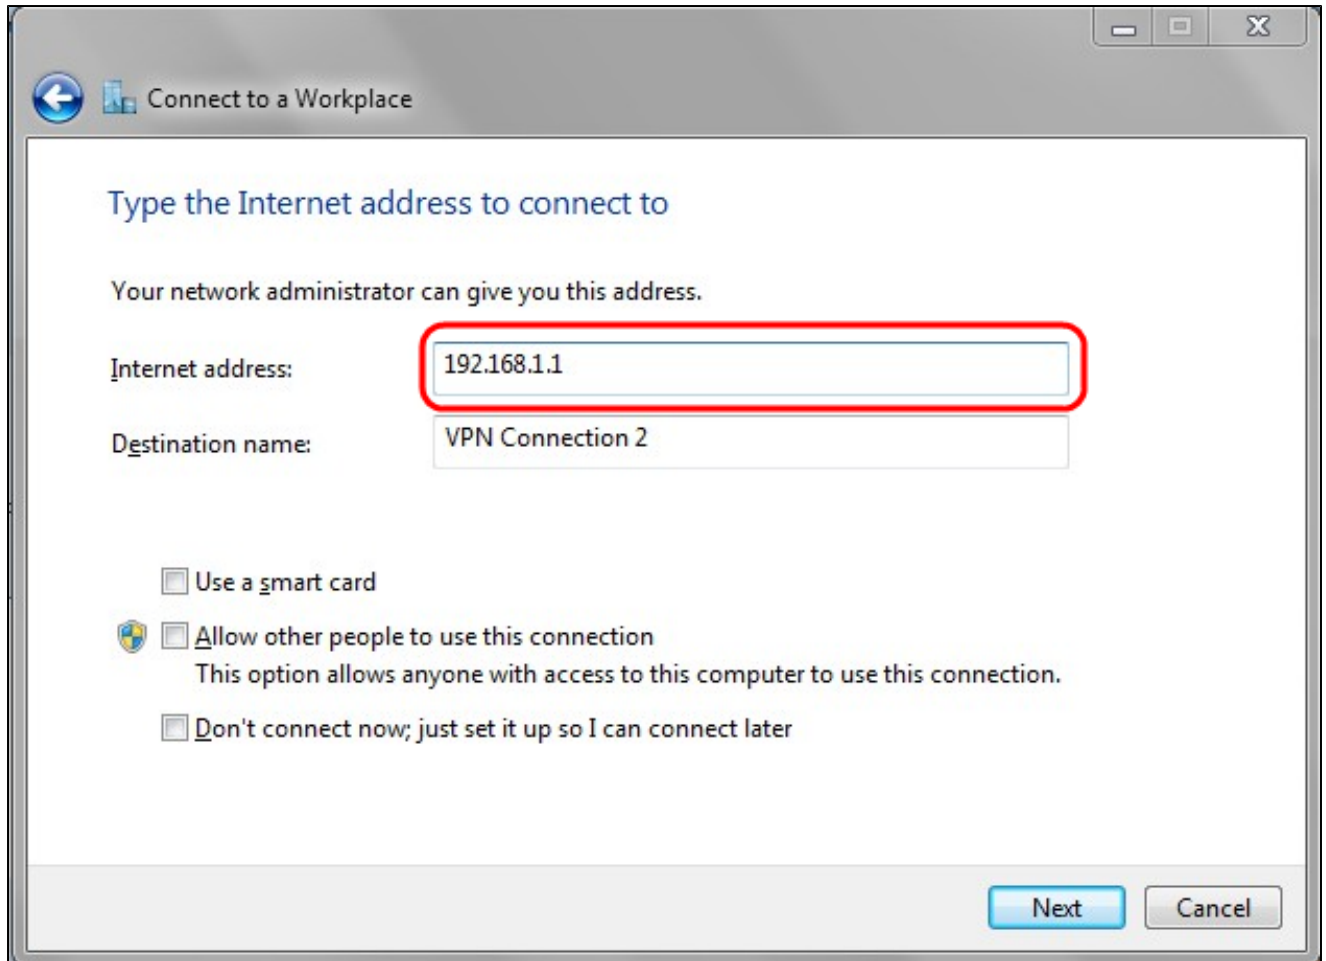 Connect to a Workplace
Type the Internet address to connect to
Your network administrator can give you this address.
Internet address: 192.168.1.1
Destination name: VPN Connection 2
Use a smart card
Allow other people to use this connection
This option allows anyone with access to this computer to use this connection.
Don't connect now; just set it up so I can connect later
Next Cancel